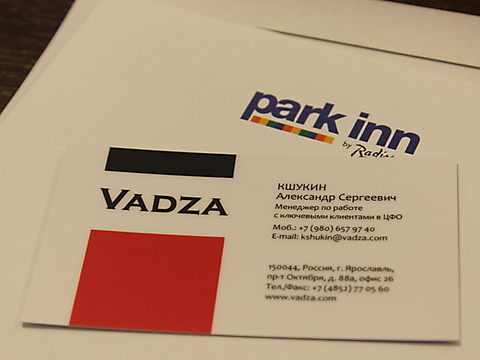 park inn
by Radisson
VADZA
КШУКИН
Александр Сергеевич
Менеджер по работе
с ключевыми клиентами в ЦФО
Моб.: +7 (980) 657 97 40
E-mail: kshukin@vadza.com
150044, Россия, г. Ярославль,
пр-т Октября, д. 88а, офис 26
Тел./Факс: +7 (4852) 77 05 60
www.vadza.com